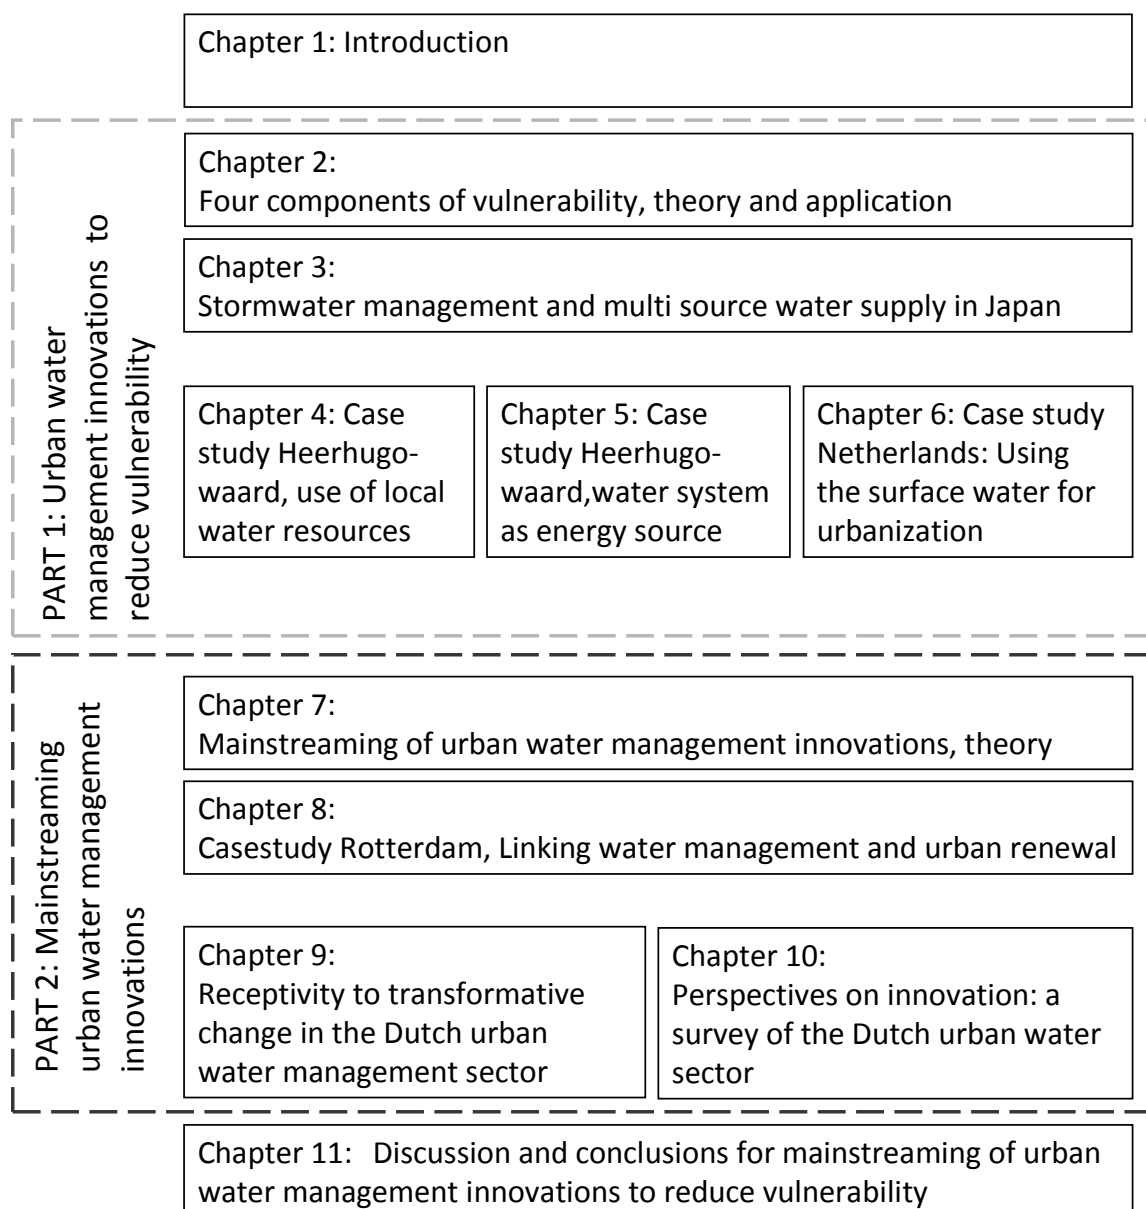 Chapter 1: Introduction
PART 1: Urban water
management innovations to
reduce vulnerability
Chapter 2:
Four components of vulnerability, theory and application
Chapter 3:
Stormwater management and multi source water supply in Japan
Chapter 4: Case
study Heerhugo-
waard, use of local
water resources
Chapter 5: Case
study Heerhugo-
waard,water system
as energy source
Chapter 6: Case study
Netherlands: Using
the surface water for
urbanization
PART 2: Mainstreaming
urban water management
innovations
Chapter 7:
Mainstreaming of urban water management innovations, theory
Chapter 8:
Casestudy Rotterdam, Linking water management and urban renewal
Chapter 9:
Receptivity to transformative
change in the Dutch urban
water management sector
Chapter 10:
Perspectives on innovation: a
survey of the Dutch urban water
sector
Chapter 11: Discussion and conclusions for mainstreaming of urban
water management innovations to reduce vulnerability